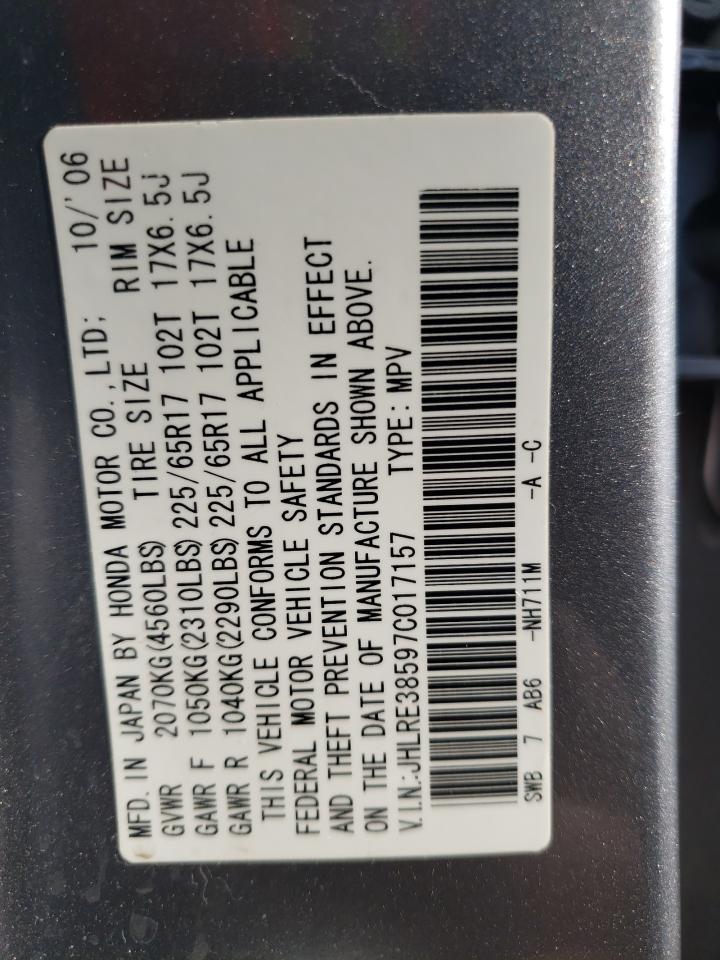 MFD. IN JAPAN BY HONDA MOTOR CO.,LTD; 10/'06
GVWR 2070KG(4560LBS) TIRE SIZE RIM SIZE
GAWR F 1050KG(2310LBS) 225/65R17 102T 17X6.5J
GAWR R 1040KG(2290LBS) 225/65R17 102T 17X6.5J
THIS VEHICLE CONFORMS TO ALL APPLICABLE
FEDERAL MOTOR VEHICLE SAFETY
AND THEFT PREVENTION STANDARDS IN EFFECT
ON THE DATE OF MANUFACTURE SHOWN ABOVE.
V.I.N.:JHLRE38597C017157 TYPE:MPV
SWB 7 AB6 -NH711M -A -C